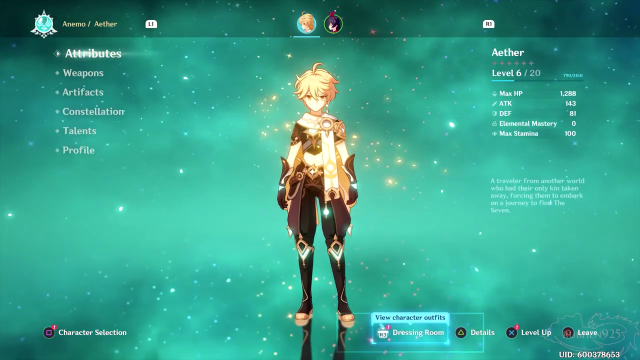 Anemo / Aether
L1
R1
Attributes
Weapons
Artifacts
Constellation
Talents
Profile
Aether
Level 6 / 20
Max HP 1,288
ATK 143
DEF 81
Elemental Mastery 0
Max Stamina 100
A traveler from another world
who had their only kin taken
away, forcing them to embark
on a journey to find The
Seven.
View character outfits
Character Selection
R3 Dressing Room
Details
Level Up
Leave
UID: 600378653